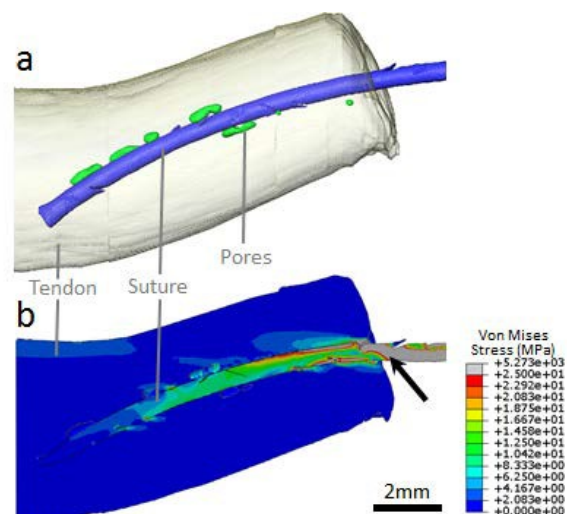 a
Pores
Tendon
Suture
b
Von Mises
Stress (MPa)
+5.273e+03
+2.500e+01
+2.292e+01
+2.083e+01
+1.875e+01
+1.667e+01
+1.458e+01
+1.250e+01
+1.042e+01
+8.333e+00
+6.250e+00
+4.167e+00
+2.083e+00
+0.000e+00
2mm